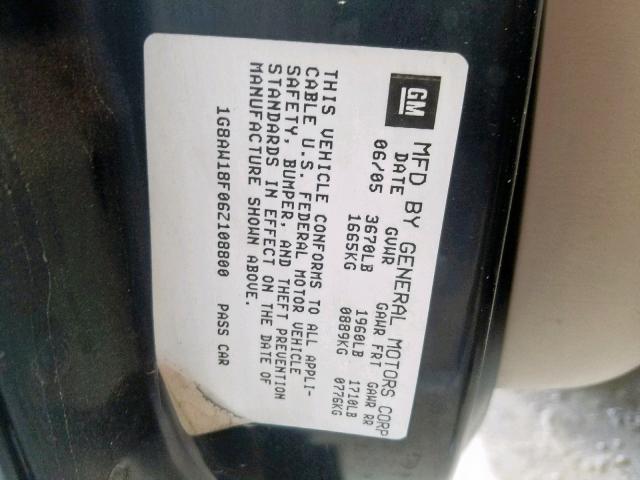 GM MFD BY GENERAL MOTORS CORP
DATE GVWR GAWR FRT GAWR RR
06/05 3670LB 1960LB 1710LB
1665KG 0889KG 0776KG
THIS VEHICLE CONFORMS TO ALL APPLI-
CABLE U.S. FEDERAL MOTOR VEHICLE
SAFETY, BUMPER, AND THEFT PREVENTION
STANDARDS IN EFFECT ON THE DATE OF
MANUFACTURE SHOWN ABOVE.
1G8AW18F06Z108800 PASS CAR